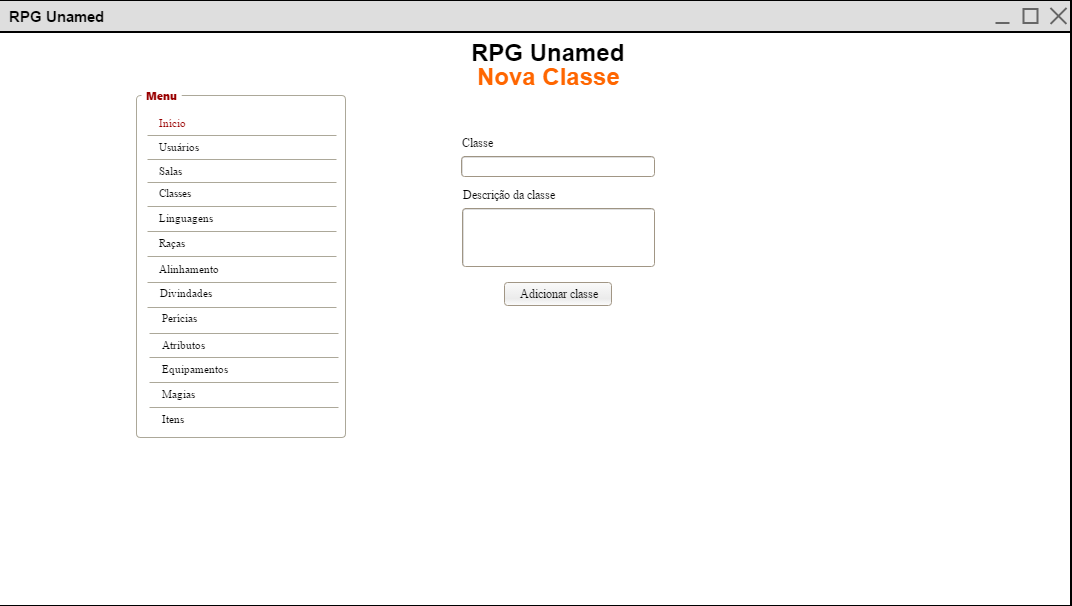 RPG Unamed
RPG Unamed
Nova Classe
Menu
Início
Usuários
Salas
Classes
Linguagens
Raças
Alinhamento
Divindades
Perícias
Atributos
Equipamentos
Magias
Itens
Classe
Descrição da classe
Adicionar classe